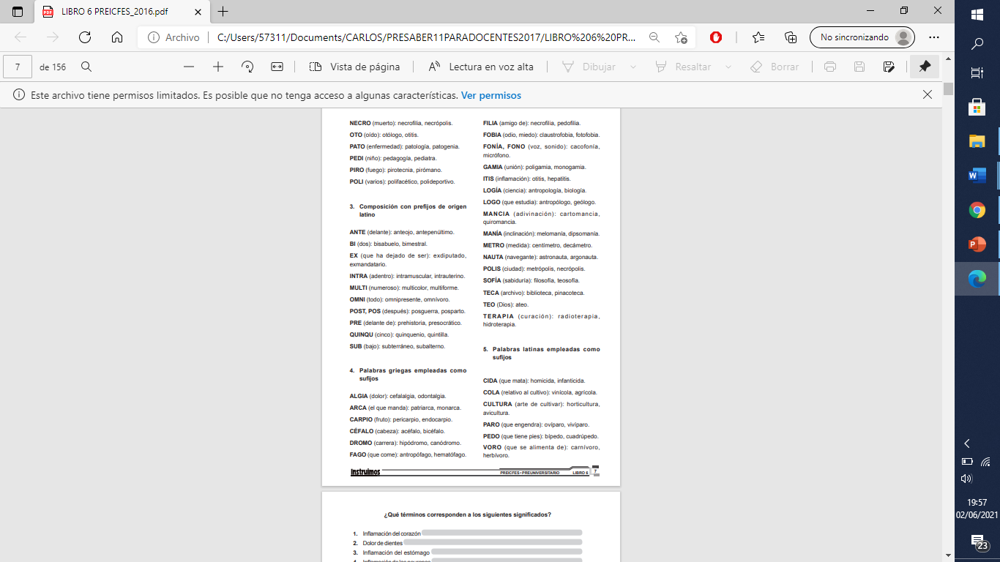 LIBRO 6 PREICFES_2016.pdf
Archivo
C:/Users/57311/Documents/CARLOS/PRESABER11PARADOCENTES2017/LIBRO%206%20PR...
No sincronizando
7 de 156
Vista de página
Lectura en voz alta
Dibujar
Resaltar
Borrar
Este archivo tiene permisos limitados. Es posible que no tenga acceso a algunas características. Ver permisos
NECRO (muerto): necrofilia, necrópolis.
OTO (oído): otólogo, otitis.
PATO (enfermedad): patología, patogenia.
PEDI (niño): pedagogía, pediatra.
PIRO (fuego): pirotecnia, pirómano.
POLI (varios): polifacético, polideportivo.
3. Composición con prefijos de origen
latino
ANTE (delante): anteojo, antepenúltimo.
BI (dos): bisabuelo, bimestral.
EX (que ha dejado de ser): exdiputado,
exmandatario.
INTRA (adentro): intramuscular, intrauterino.
MULTI (numeroso): multicolor, multiforme.
OMNI (todo): omnipresente, omnívoro.
POST, POS (después): posguerra, posparto.
PRE (delante de): prehistoria, presocrático.
QUINQU (cinco): quinquenio, quintilla.
SUB (bajo): subterráneo, subalterno.
4. Palabras griegas empleadas como
sufijos
ALGIA (dolor): cefalalgia, odontalgia.
ARCA (el que manda): patriarca, monarca.
CARPIO (fruto): pericarpio, endocarpio.
CÉFALO (cabeza): acéfalo, bicéfalo.
DROMO (carrera): hipódromo, canódromo.
FAGO (que come): antropófago, hematófago.
FILIA (amigo de): necrofilia, pedofilia.
FOBIA (odio, miedo): claustrofobia, fotofobia.
FONÍA, FONO (voz, sonido): cacofonía,
micrófono.
GAMIA (unión): poligamia, monogamia.
ITIS (inflamación): otitis, hepatitis.
LOGÍA (ciencia): antropología, biología.
LOGO (que estudia): antropólogo, geólogo.
MANCIA (adivinación): cartomancia,
quiromancia.
MANÍA (inclinación): melomanía, dipsomanía.
METRO (medida): centímetro, decámetro.
NAUTA (navegante): astronauta, argonauta.
POLIS (ciudad): metrópolis, necrópolis.
SOFÍA (sabiduría): filosofía, teosofía.
TECA (archivo): biblioteca, pinacoteca.
TEO (Dios): ateo.
TERAPIA (curación): radioterapia,
hidroterapia.
5. Palabras latinas empleadas como
sufijos
CIDA (que mata): homicida, infanticida.
COLA (relativo al cultivo): vinícola, agrícola.
CULTURA (arte de cultivar): horticultura,
avicultura.
PARO (que engendra): ovíparo, vivíparo.
PEDO (que tiene pies): bípedo, cuadrúpedo.
VORO (que se alimenta de): carnívoro,
herbívoro.
Instruimos
PREICFES • PREUNIVERSITARIO LIBRO 6 7
¿Qué términos corresponden a los siguientes significados?
1. Inflamación del corazón
2. Dolor de dientes
3. Inflamación del estómago
19:57
02/06/2021
23